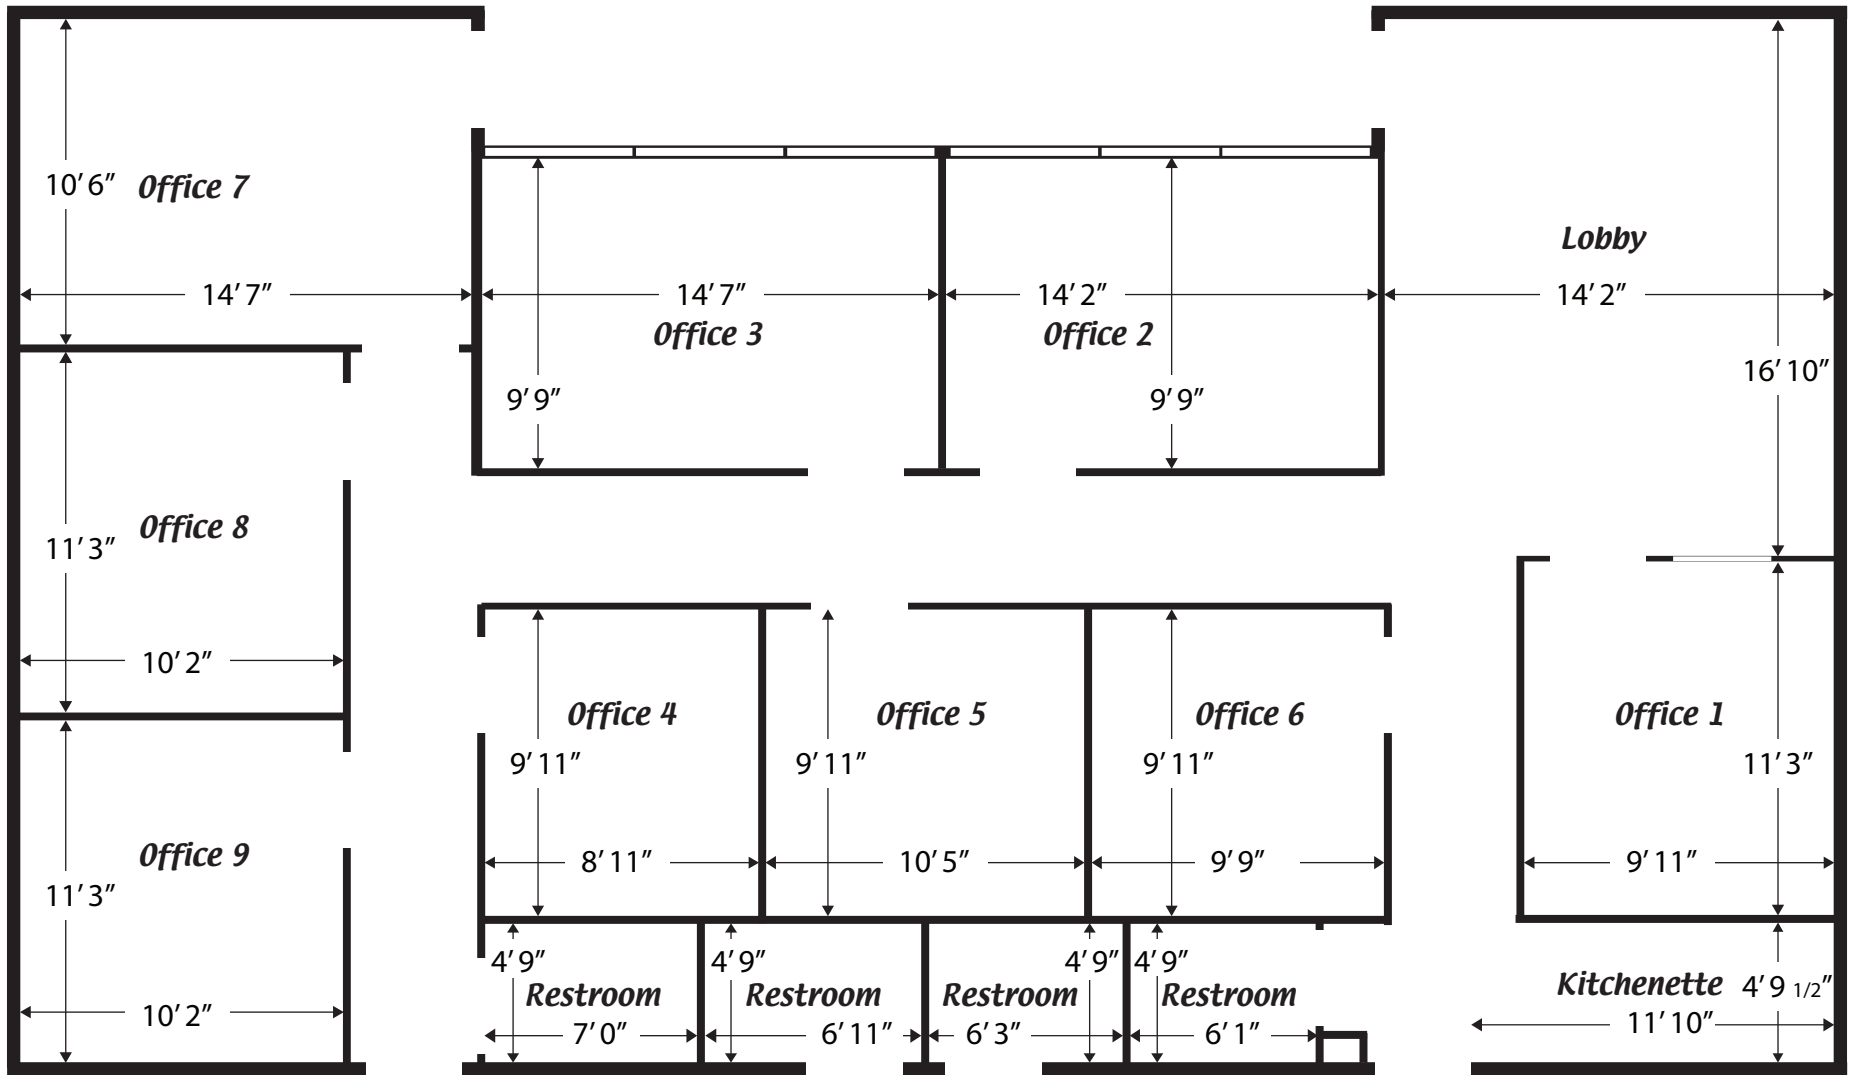 10’ 6”
Office 7
Lobby
14’ 7”
14’ 7”
14’ 2”
14’ 2”
Office 3
Office 2
16’ 10”
9’ 9”
9’ 9”
Office 8
11’ 3”
10’ 2”
Office 4
Office 5
Office 6
Office 1
9’ 11”
9’ 11”
9’ 11”
11’ 3”
Office 9
8’ 11”
10’ 5”
9’ 9”
9’ 11”
11’ 3”
4’ 9”
4’ 9”
4’ 9”
4’ 9”
Kitchenette
4’ 9 1/2”
Restroom
Restroom
Restroom
Restroom
10’ 2”
7’ 0”
6’ 11”
6’ 3”
6’ 1”
11’ 10”